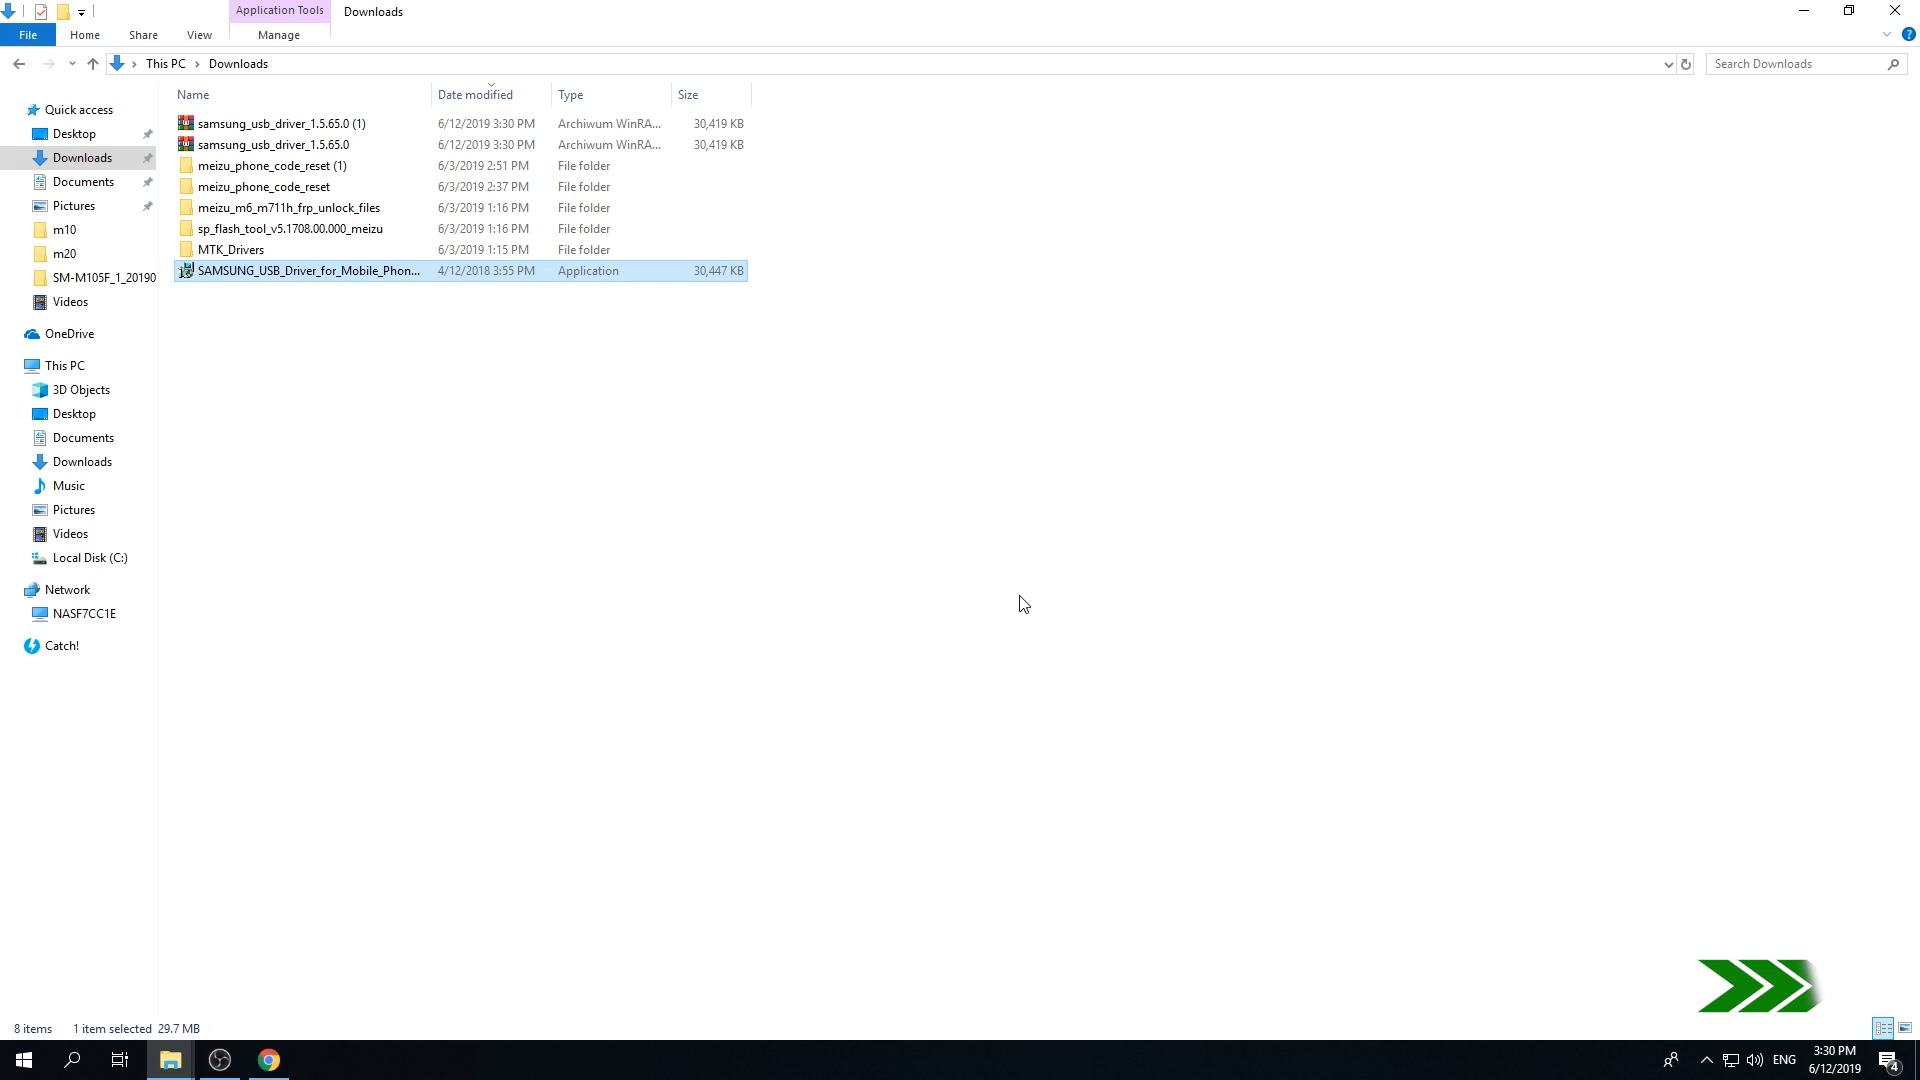 Application Tools
Downloads
File
Home
Share
View
Manage
This PC
Downloads
Search Downloads
Name
Date modified
Type
Size
samsung_usb_driver_1.5.65.0 (1) 6/12/2019 3:30 PM Archiwum WinRA... 30,419 KB
samsung_usb_driver_1.5.65.0 6/12/2019 3:30 PM Archiwum WinRA... 30,419 KB
meizu_phone_code_reset (1) 6/3/2019 2:51 PM File folder
meizu_phone_code_reset 6/3/2019 2:37 PM File folder
meizu_m6_m711h_frp_unlock_files 6/3/2019 1:16 PM File folder
sp_flash_tool_v5.1708.00.000_meizu 6/3/2019 1:16 PM File folder
MTK_Drivers 6/3/2019 1:15 PM File folder
SAMSUNG_USB_Driver_for_Mobile_Phon... 4/12/2018 3:55 PM Application 30,447 KB
Quick access
Desktop
Downloads
Documents
Pictures
m10
m20
SM-M105F_1_20190
Videos
OneDrive
This PC
3D Objects
Desktop
Documents
Downloads
Music
Pictures
Videos
Local Disk (C:)
Network
NASF7CC1E
Catch!
8 items 1 item selected 29.7 MB
ENG
3:30 PM
6/12/2019
4